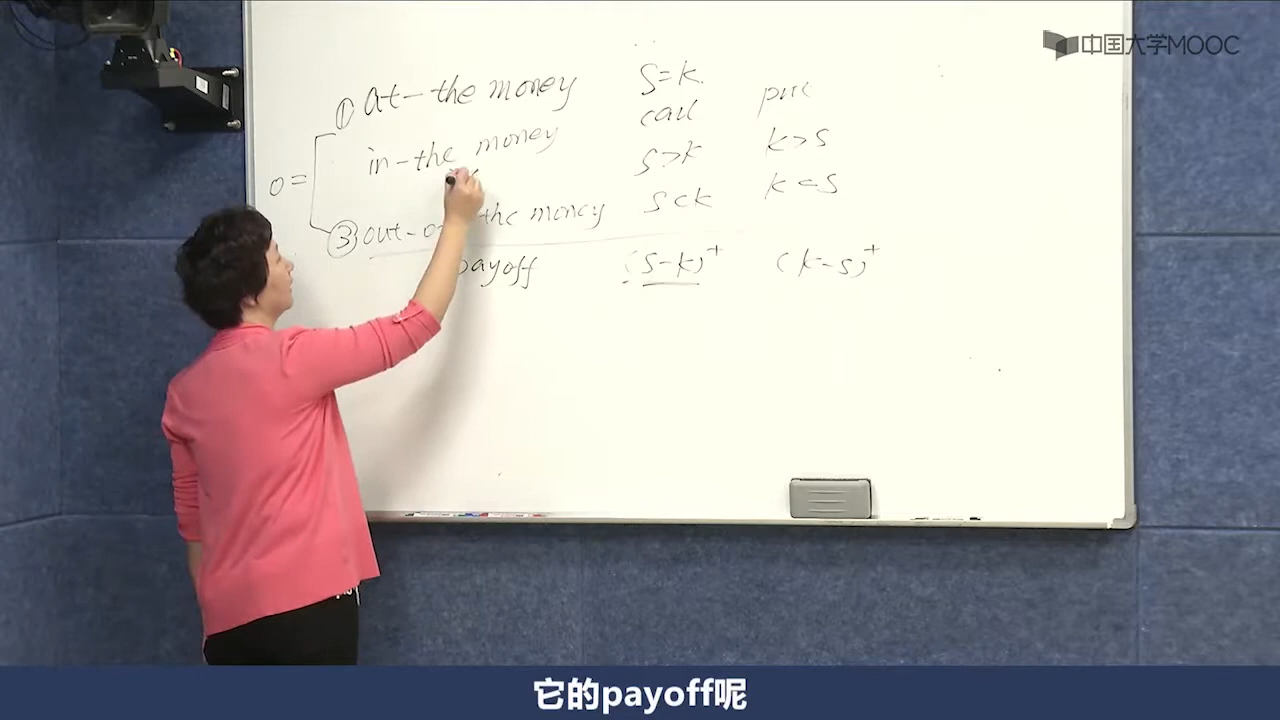 中国大学MOOC
① at-the money S=k.
call put
in-the money S>k k>S
0=
③ out-o the money S<k k<S
payoff (S-k)⁺ (k-S)⁺
它的payoff呢